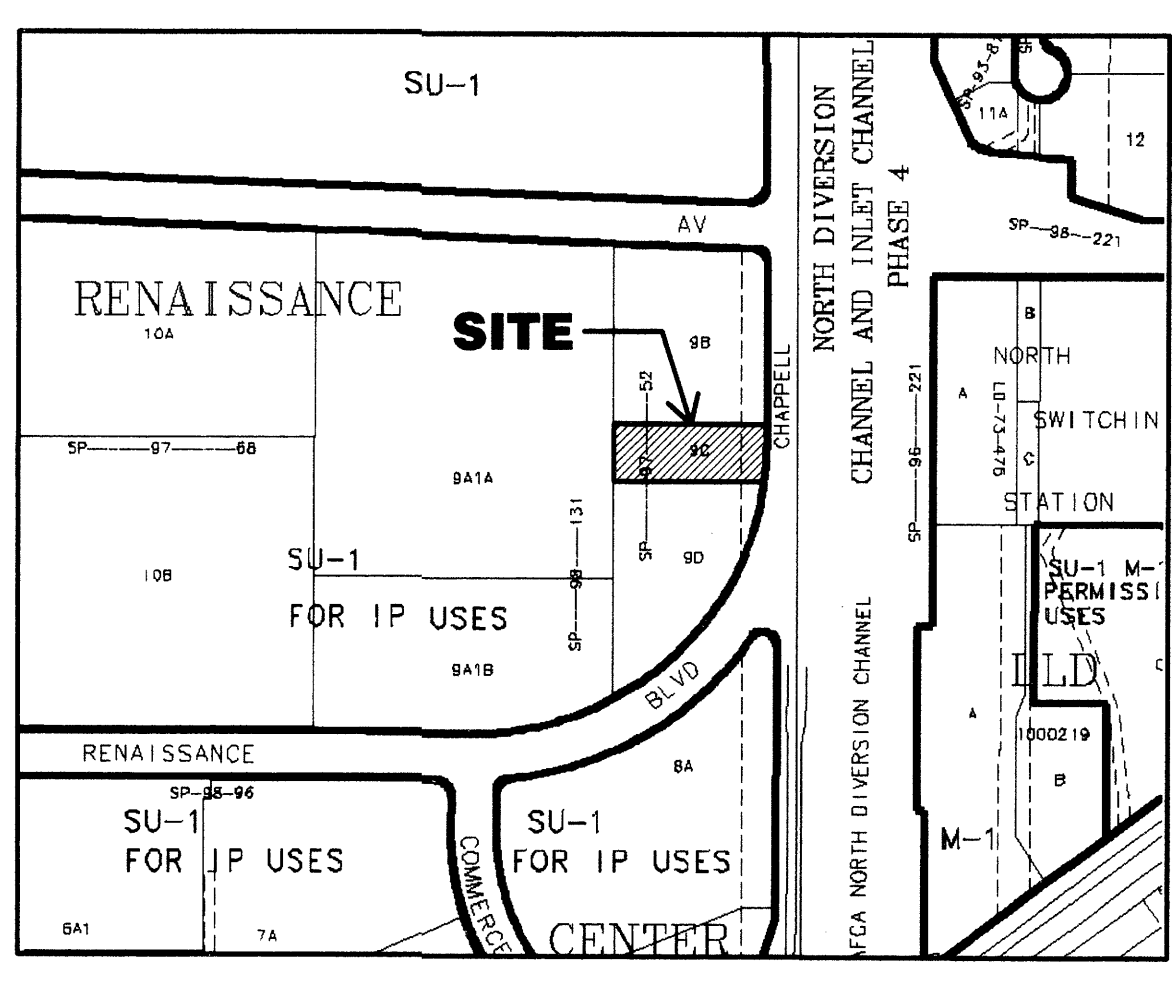 SU-1
AV
RENAISSANCE
10A
SITE
9B
SP—97—68
9A1A
SP—97—52
9C
SP—98—131
9D
SU-1
FOR IP USES
10B
9A1B
CHAPPELL
BLVD
RENAISSANCE
SP-98-96
SU-1
FOR IP USES
6A1
7A
COMMERCE
SU-1
FOR IP USES
8A
CENTER
NORTH DIVERSION
CHANNEL AND INLET CHANNEL
PHASE 4
NORTH DIVERSION CHANNEL
SP-93-
11A
12
SP—98—221
SP—96—221
A
B
LD-73-476
C
NORTH
SWITCHIN
STATION
SU-1 M-
PERMISSI
USES
LLD
A
1000219
B
M-1